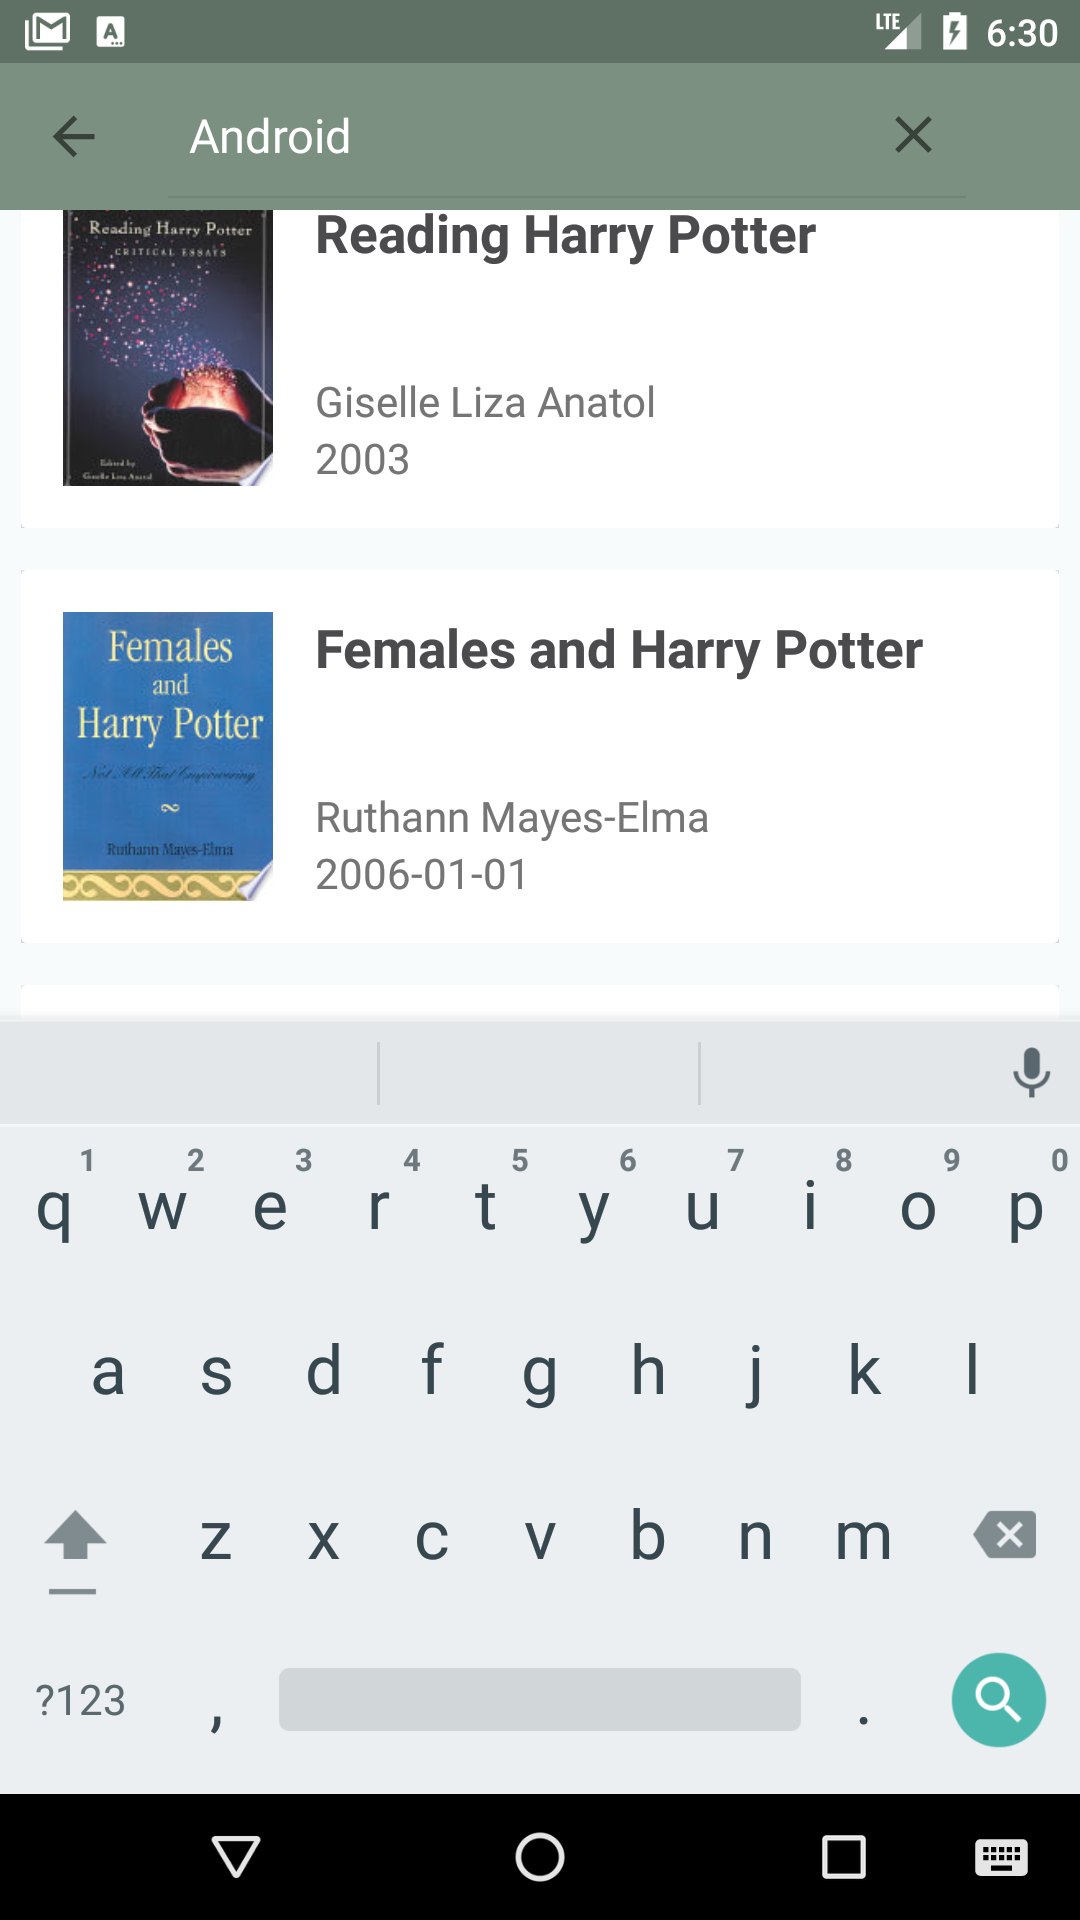 LTE 6:30
Android
Reading Harry Potter
CRITICAL ESSAYS
Edited by
Giselle Liza Anatol
Reading Harry Potter
Giselle Liza Anatol
2003
Females
and
Harry Potter
Not All That Empowering
Ruthann Mayes-Elma
Females and Harry Potter
Ruthann Mayes-Elma
2006-01-01
1 2 3 4 5 6 7 8 9 0
q w e r t y u i o p
a s d f g h j k l
z x c v b n m
?123 , .